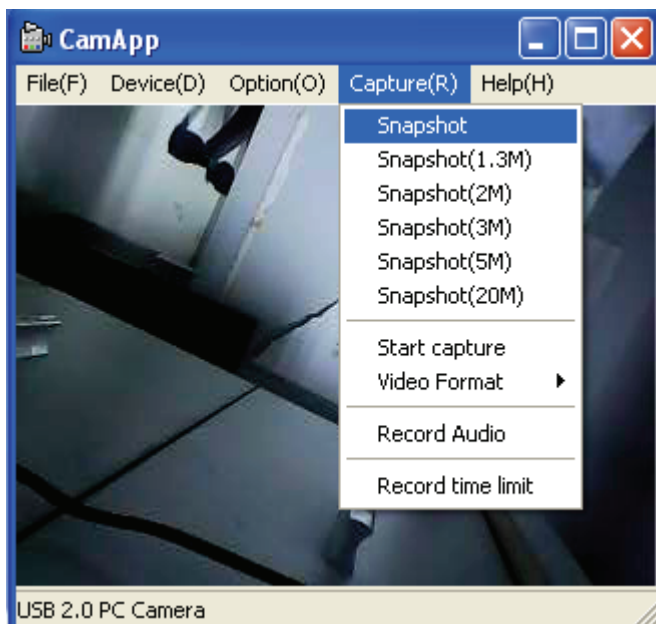 CamApp
File(F) Device(D) Option(O) Capture(R) Help(H)
Snapshot
Snapshot(1.3M)
Snapshot(2M)
Snapshot(3M)
Snapshot(5M)
Snapshot(20M)
Start capture
Video Format
Record Audio
Record time limit
USB 2.0 PC Camera